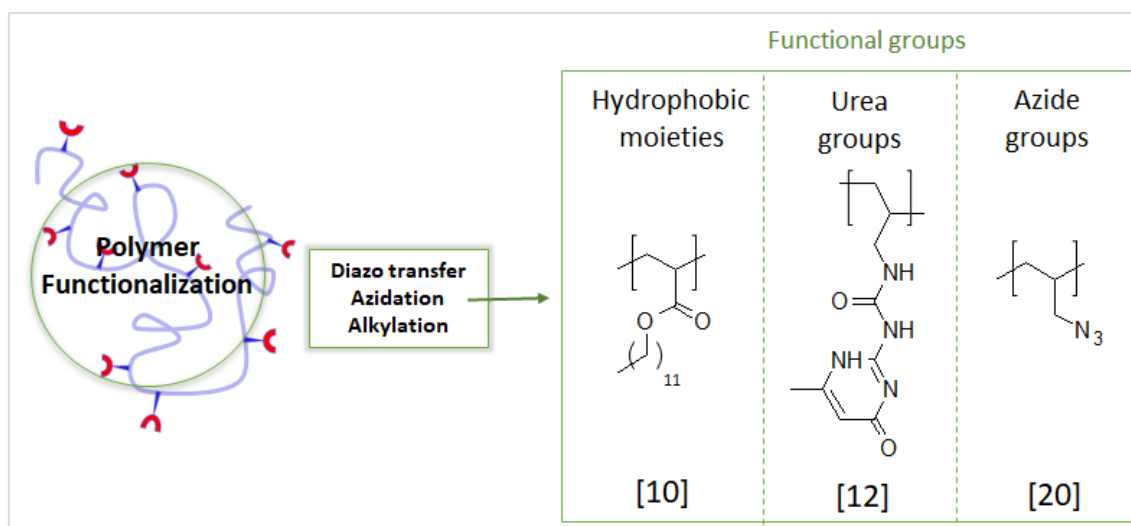 Functional groups
Hydrophobic
moieties
Urea
groups
Azide
groups
Polymer
Functionalization
Diazo transfer
Azidation
Alkylation
O
O
11
NH
O
NH
NH
N
O
N3
[10]
[12]
[20]